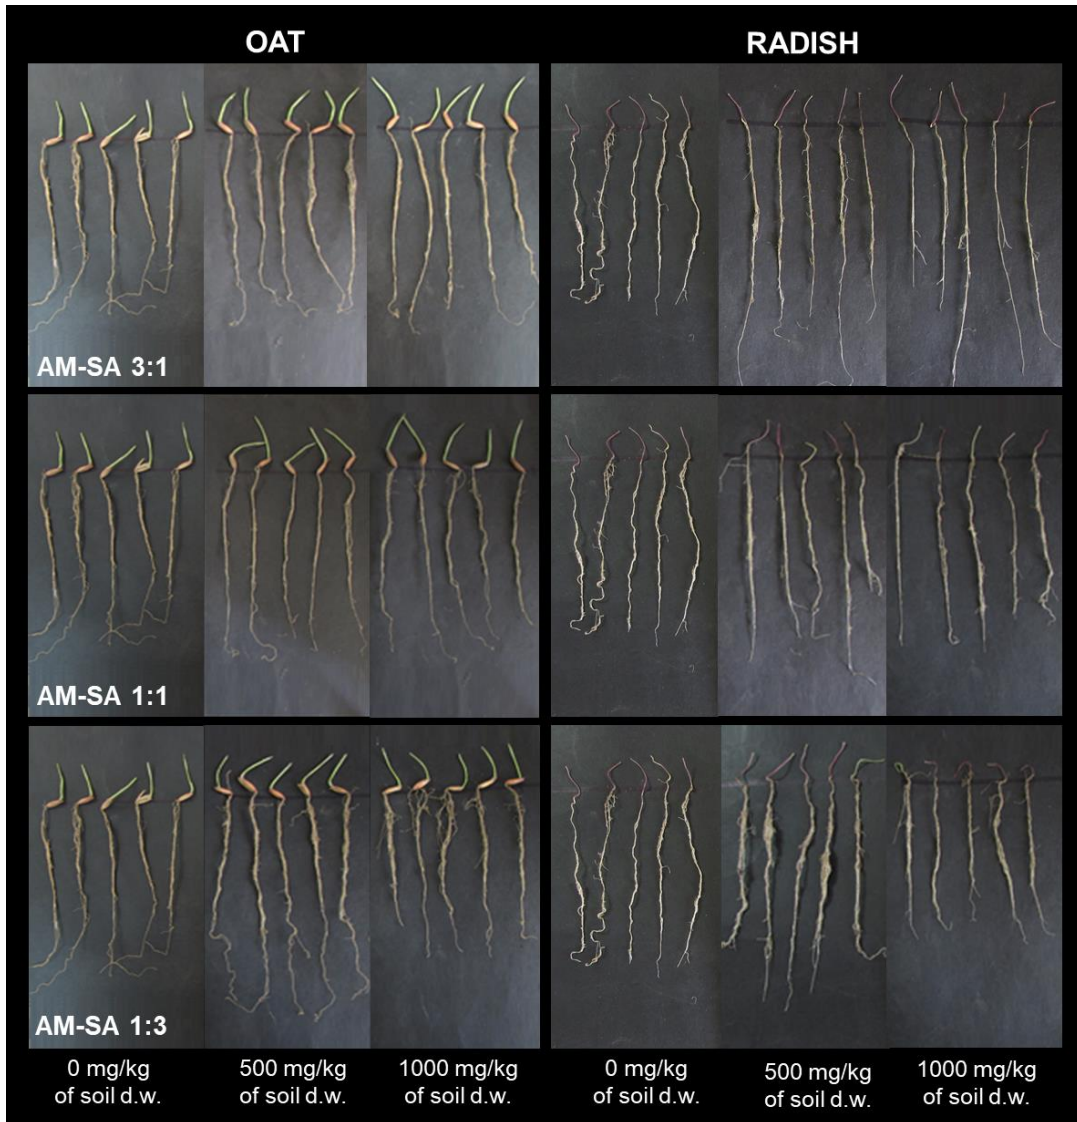 OAT
RADISH
AM-SA 3:1
AM-SA 1:1
AM-SA 1:3
0 mg/kg
of soil d.w.
500 mg/kg
of soil d.w.
1000 mg/kg
of soil d.w.
0 mg/kg
of soil d.w.
500 mg/kg
of soil d.w.
1000 mg/kg
of soil d.w.